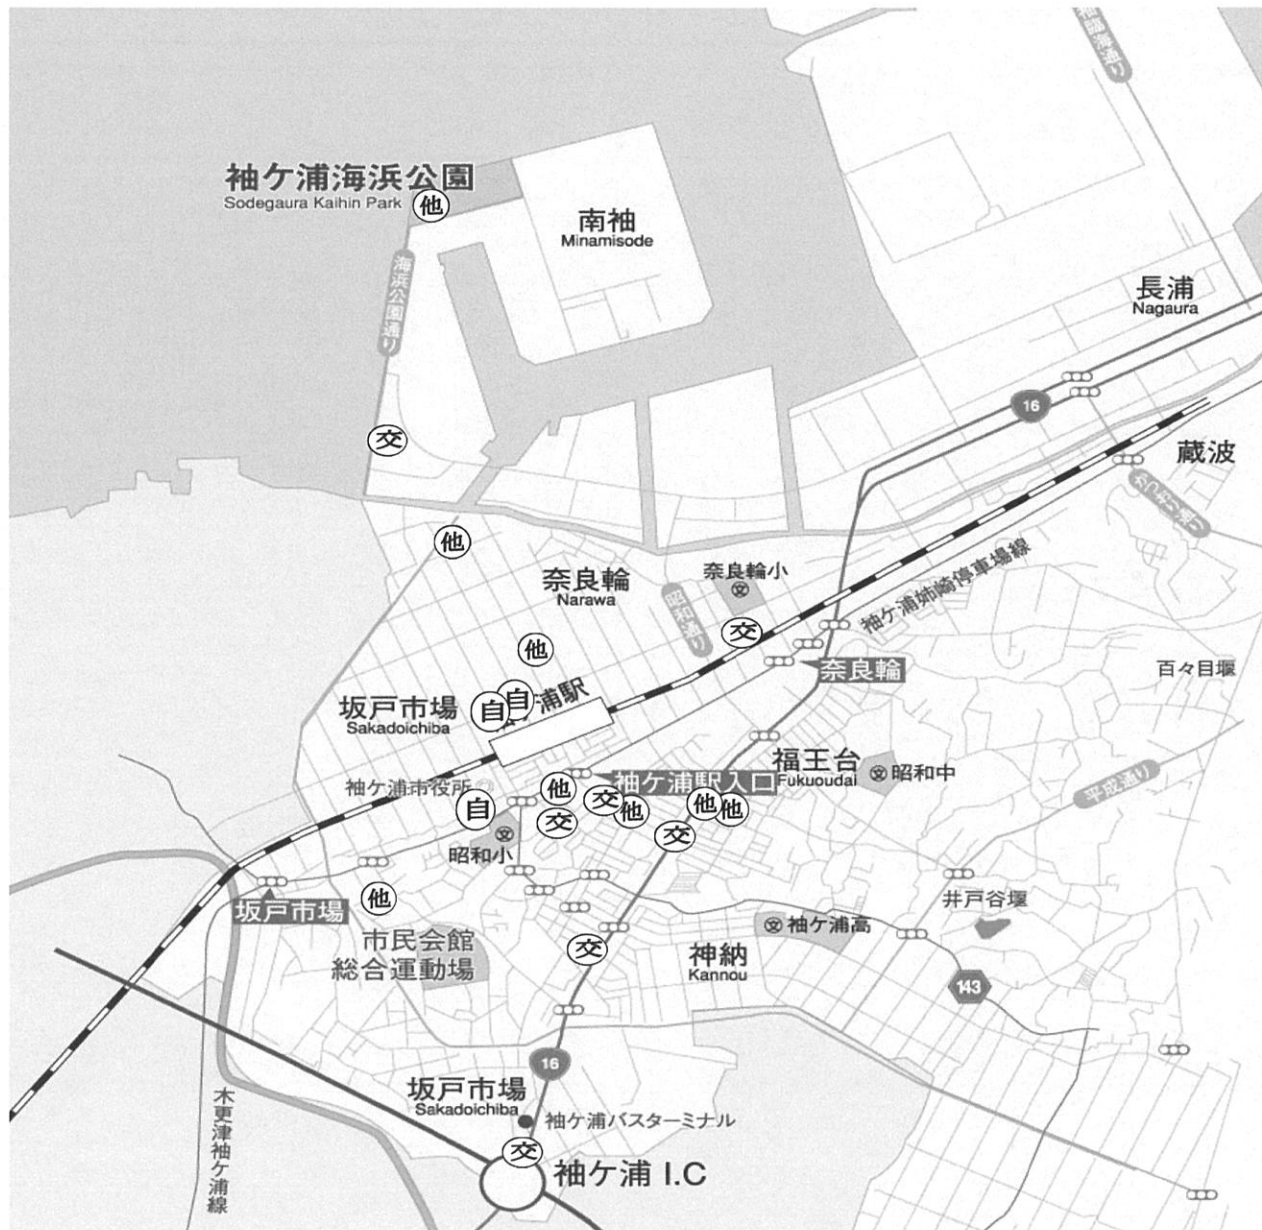 袖ケ浦海浜公園
Sodegaura Kaihin Park
他
南袖
Minamisode
海浜公園通り
長浦
Nagaura
16
交
蔵波
他
奈良輪
Narawa
奈良輪小
文
昭和通り
交
袖ケ浦姉崎停車場線
奈良輪
百々目堰
他
坂戸市場
Sakadoichiba
自
自
浦駅
福王台
Fukuoudai
文
昭和中
袖ケ浦市役所
袖ケ浦駅入口
平成通り
自
他
交
他
他
他
交
交
文
昭和小
他
坂戸市場
市民会館
総合運動場
井戸谷堰
文
袖ケ浦高
交
神納
Kannou
143
16
坂戸市場
Sakadoichiba
袖ケ浦バスターミナル
木更津袖ケ浦線
交
袖ケ浦 I.C